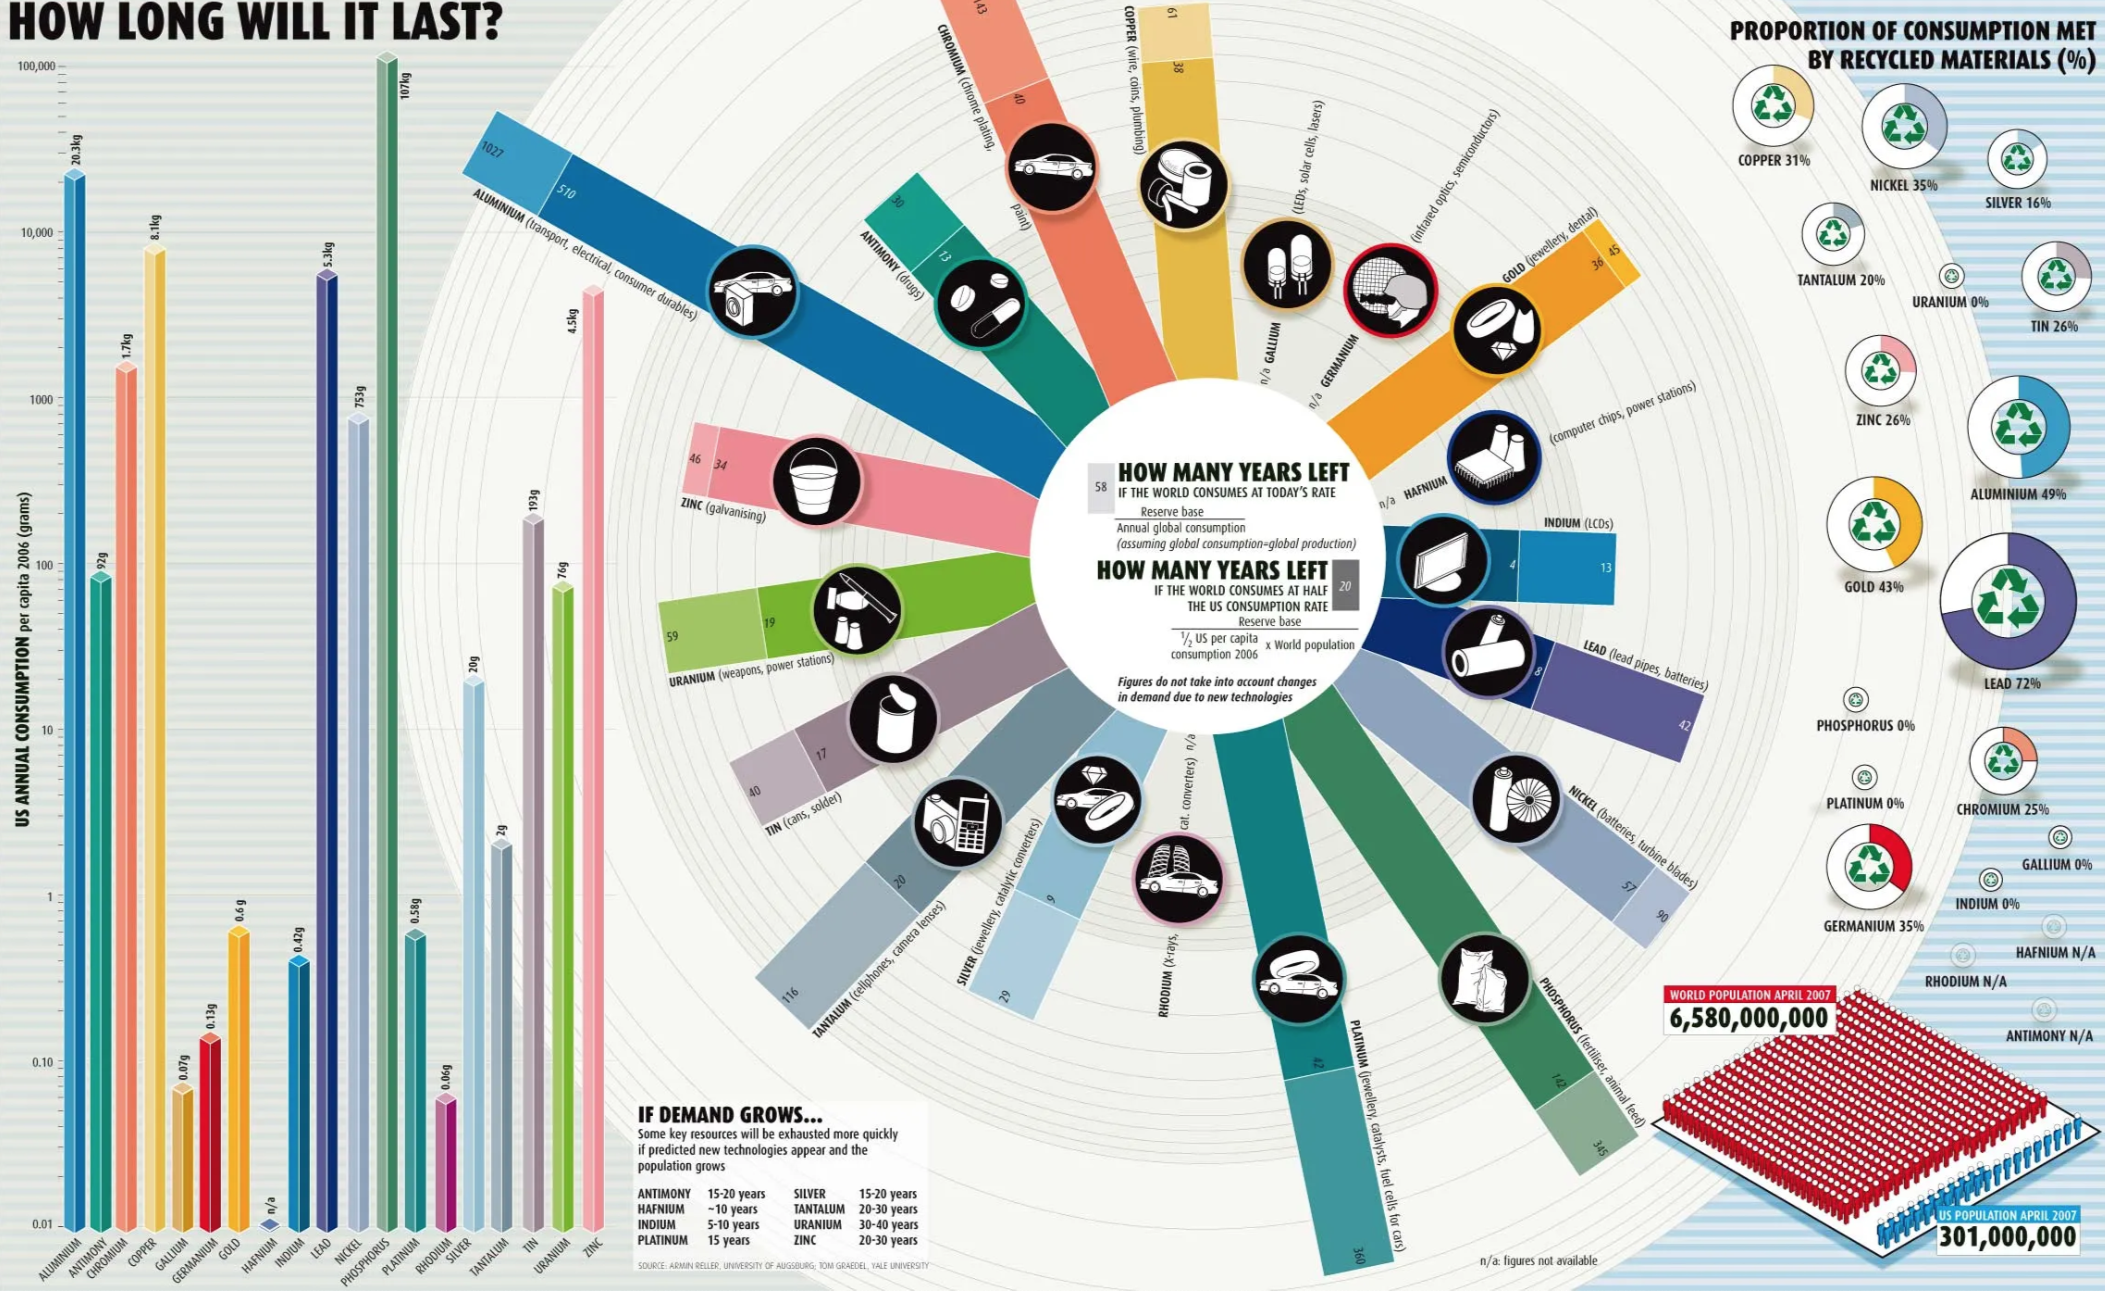 HOW LONG WILL IT LAST?
US ANNUAL CONSUMPTION per capita 2006 (grams)
100,000
10,000
1000
100
10
1
0.10
0.01
20.3kg
92g
1.7kg
8.1kg
0.07g
0.13g
0.6 g
n/a
0.42g
5.3kg
753g
107kg
0.58g
0.06g
20g
2g
193g
76g
4.5kg
ALUMINIUM
ANTIMONY
CHROMIUM
COPPER
GALLIUM
GERMANIUM
GOLD
HAFNIUM
INDIUM
LEAD
NICKEL
PHOSPHORUS
PLATINUM
RHODIUM
SILVER
TANTALUM
TIN
URANIUM
ZINC
1027
510
ALUMINIUM (transport, electrical, consumer durables)
30
13
ANTIMONY (drugs)
40
CHROMIUM (chrome plating,
paint)
61
38
COPPER (wire, coins, plumbing)
n/a GALLIUM
(LEDs, solar cells, lasers)
n/a GERMANIUM
(infrared optics, semiconductors)
GOLD (jewellery, dental)
36
45
n/a HAFNIUM
(computer chips, power stations)
INDIUM (LCDs)
4
13
LEAD (lead pipes, batteries)
8
42
NICKEL (batteries, turbine blades)
57
90
PHOSPHORUS (fertiliser, animal feed)
142
345
PLATINUM (jewellery, catalysts, fuel cells for cars)
42
360
RHODIUM (X-rays,
cat. converters) n/a
SILVER (jewellery, catalytic converters)
9
29
TANTALUM (cellphones, camera lenses)
20
116
TIN (cans, solder)
17
40
URANIUM (weapons, power stations)
19
59
ZINC (galvanising)
34
46
58
HOW MANY YEARS LEFT
IF THE WORLD CONSUMES AT TODAY'S RATE
Reserve base
Annual global consumption
(assuming global consumption=global production)
HOW MANY YEARS LEFT
IF THE WORLD CONSUMES AT HALF
THE US CONSUMPTION RATE
20
Reserve base
1/2 US per capita
consumption 2006
x World population
Figures do not take into account changes
in demand due to new technologies
IF DEMAND GROWS...
Some key resources will be exhausted more quickly
if predicted new technologies appear and the
population grows
ANTIMONY 15-20 years SILVER 15-20 years
HAFNIUM ~10 years TANTALUM 20-30 years
INDIUM 5-10 years URANIUM 30-40 years
PLATINUM 15 years ZINC 20-30 years
SOURCE: ARMIN RELLER, UNIVERSITY OF AUGSBURG; TOM GRAEDEL, YALE UNIVERSITY
n/a: figures not available
PROPORTION OF CONSUMPTION MET
BY RECYCLED MATERIALS (%)
COPPER 31%
NICKEL 35%
SILVER 16%
TANTALUM 20%
URANIUM 0%
TIN 26%
ZINC 26%
ALUMINIUM 49%
GOLD 43%
LEAD 72%
PHOSPHORUS 0%
PLATINUM 0%
CHROMIUM 25%
GALLIUM 0%
INDIUM 0%
GERMANIUM 35%
HAFNIUM N/A
RHODIUM N/A
ANTIMONY N/A
WORLD POPULATION APRIL 2007
6,580,000,000
US POPULATION APRIL 2007
301,000,000